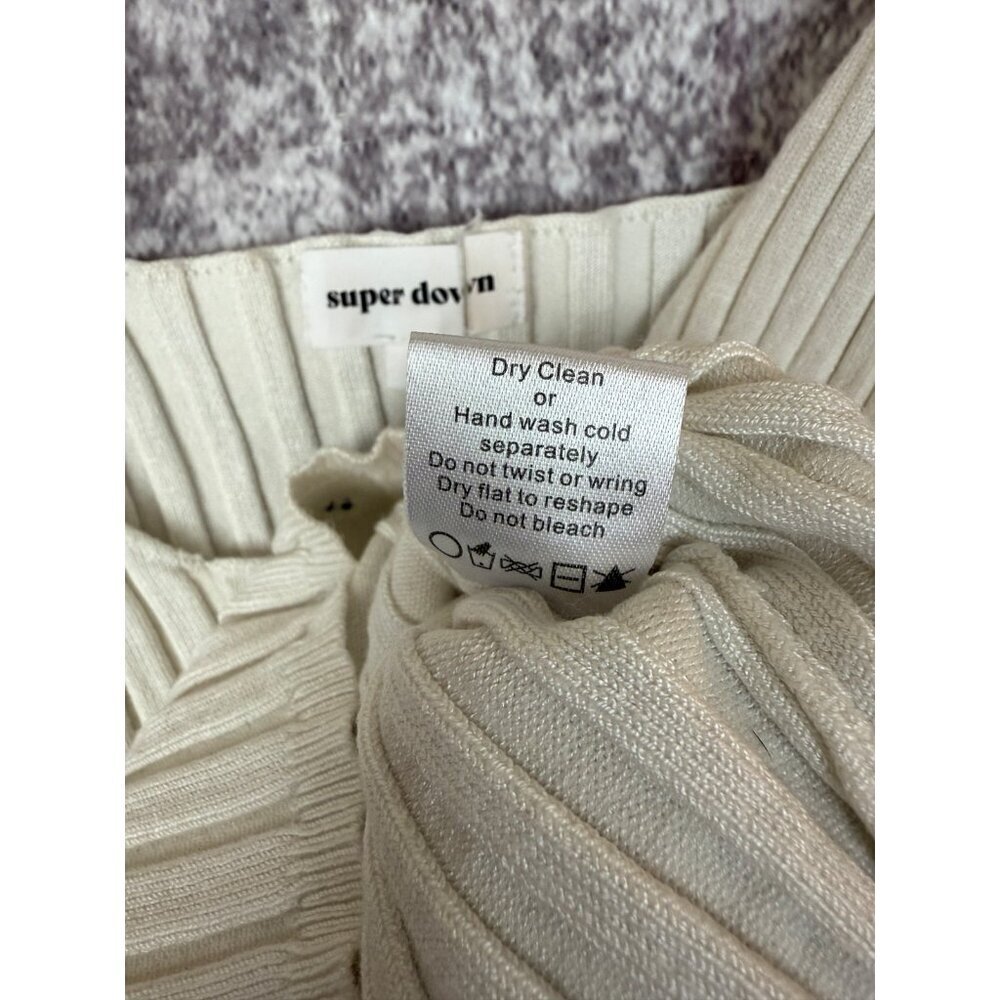 super down
Dry Clean
or
Hand wash cold
separately
Do not twist or wring
Dry flat to reshape
Do not bleach